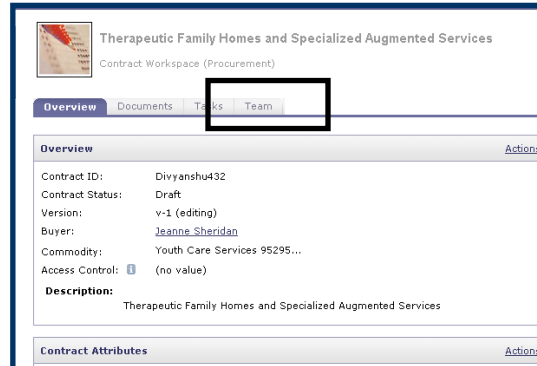 Therapeutic Family Homes and Specialized Augmented Services
Contract Workspace (Procurement)
Overview Documents Tasks Team
Overview Actions
Contract ID: Divyanshu432
Contract Status: Draft
Version: v-1 (editing)
Buyer: Jeanne Sheridan
Commodity: Youth Care Services 95295...
Access Control: (no value)
Description:
Therapeutic Family Homes and Specialized Augmented Services
Contract Attributes Actions